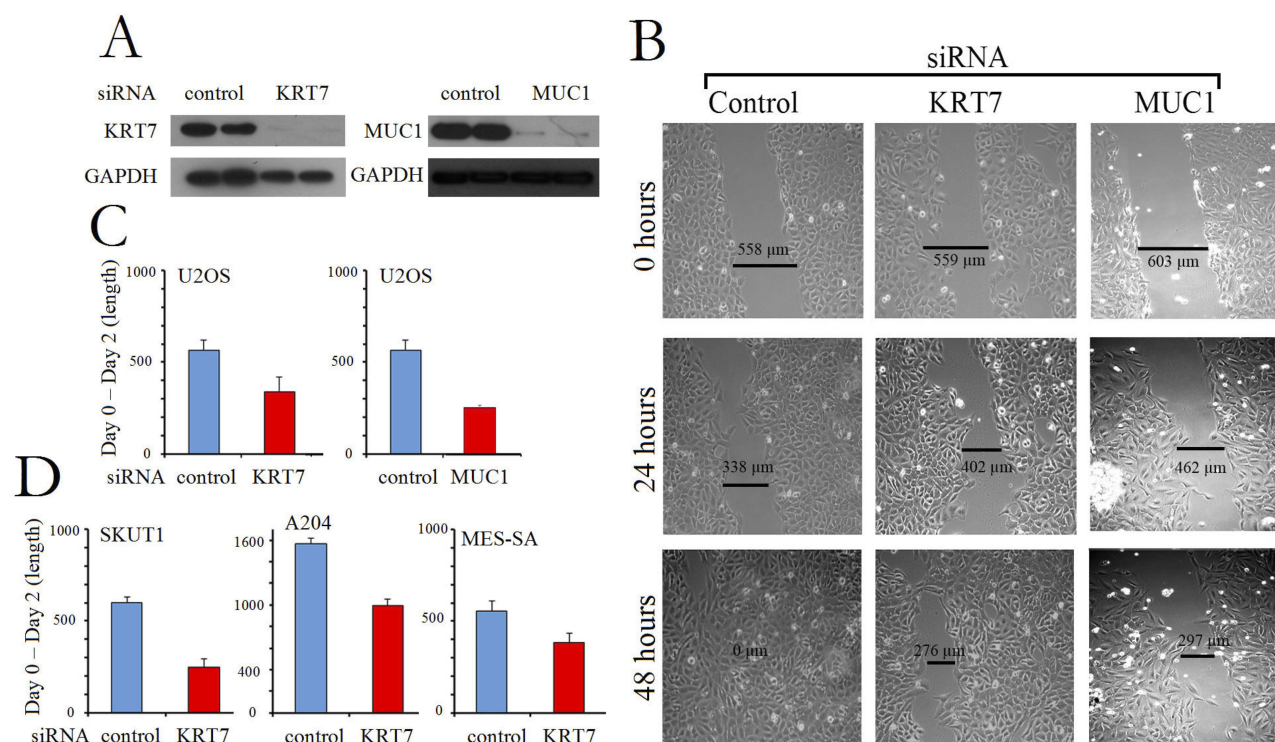 A
siRNA control KRT7
KRT7
GAPDH
control MUC1
MUC1
GAPDH
B
siRNA
Control KRT7 MUC1
0 hours
558 µm
559 µm
603 µm
24 hours
338 µm
402 µm
462 µm
48 hours
0 µm
276 µm
297 µm
C
Day 0 – Day 2 (length)
1000
500
0
U2OS
siRNA control KRT7
1000
500
0
U2OS
control MUC1
D
Day 0 – Day 2 (length)
1000
500
0
SKUT1
siRNA control KRT7
A204
1600
1000
400
0
control KRT7
1000
500
0
MES-SA
control KRT7